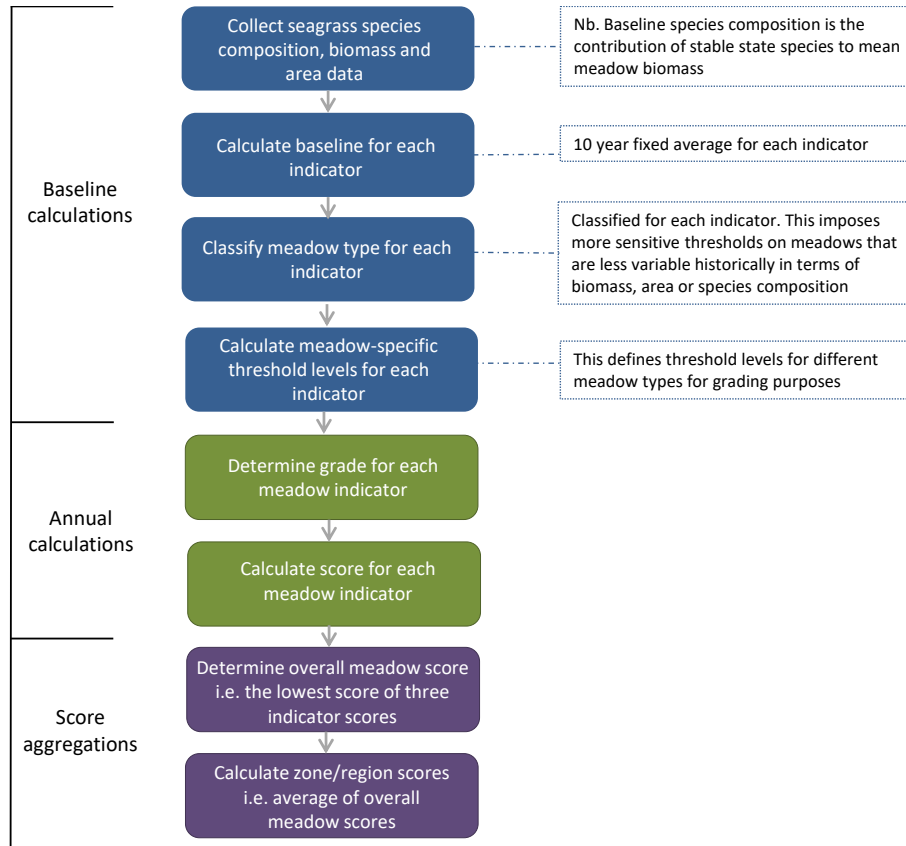 Collect seagrass species
composition, biomass and
area data
Nb. Baseline species composition is the
contribution of stable state species to mean
meadow biomass
Calculate baseline for each
indicator
10 year fixed average for each indicator
Baseline
calculations
Classify meadow type for each
indicator
Classified for each indicator. This imposes
more sensitive thresholds on meadows that
are less variable historically in terms of
biomass, area or species composition
Calculate meadow-specific
threshold levels for each
indicator
This defines threshold levels for different
meadow types for grading purposes
Annual
calculations
Determine grade for each
meadow indicator
Calculate score for each
meadow indicator
Score
aggregations
Determine overall meadow score
i.e. the lowest score of three
indicator scores
Calculate zone/region scores
i.e. average of overall
meadow scores